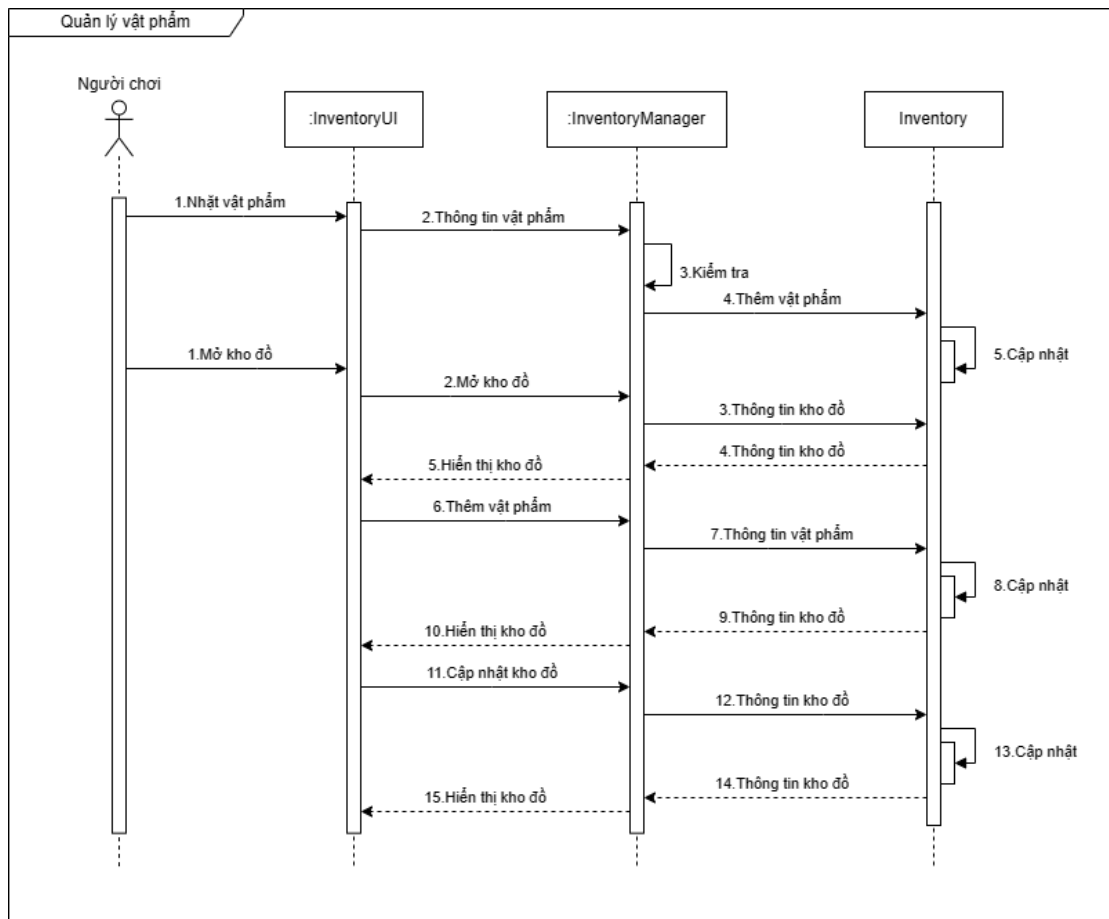 Quản lý vật phẩm
Người chơi
:InventoryUI
:InventoryManager
Inventory
1.Nhặt vật phẩm
2.Thông tin vật phẩm
3.Kiểm tra
4.Thêm vật phẩm
5.Cập nhật
1.Mở kho đồ
2.Mở kho đồ
3.Thông tin kho đồ
4.Thông tin kho đồ
5.Hiển thị kho đồ
6.Thêm vật phẩm
7.Thông tin vật phẩm
8.Cập nhật
9.Thông tin kho đồ
10.Hiển thị kho đồ
11.Cập nhật kho đồ
12.Thông tin kho đồ
13.Cập nhật
14.Thông tin kho đồ
15.Hiển thị kho đồ